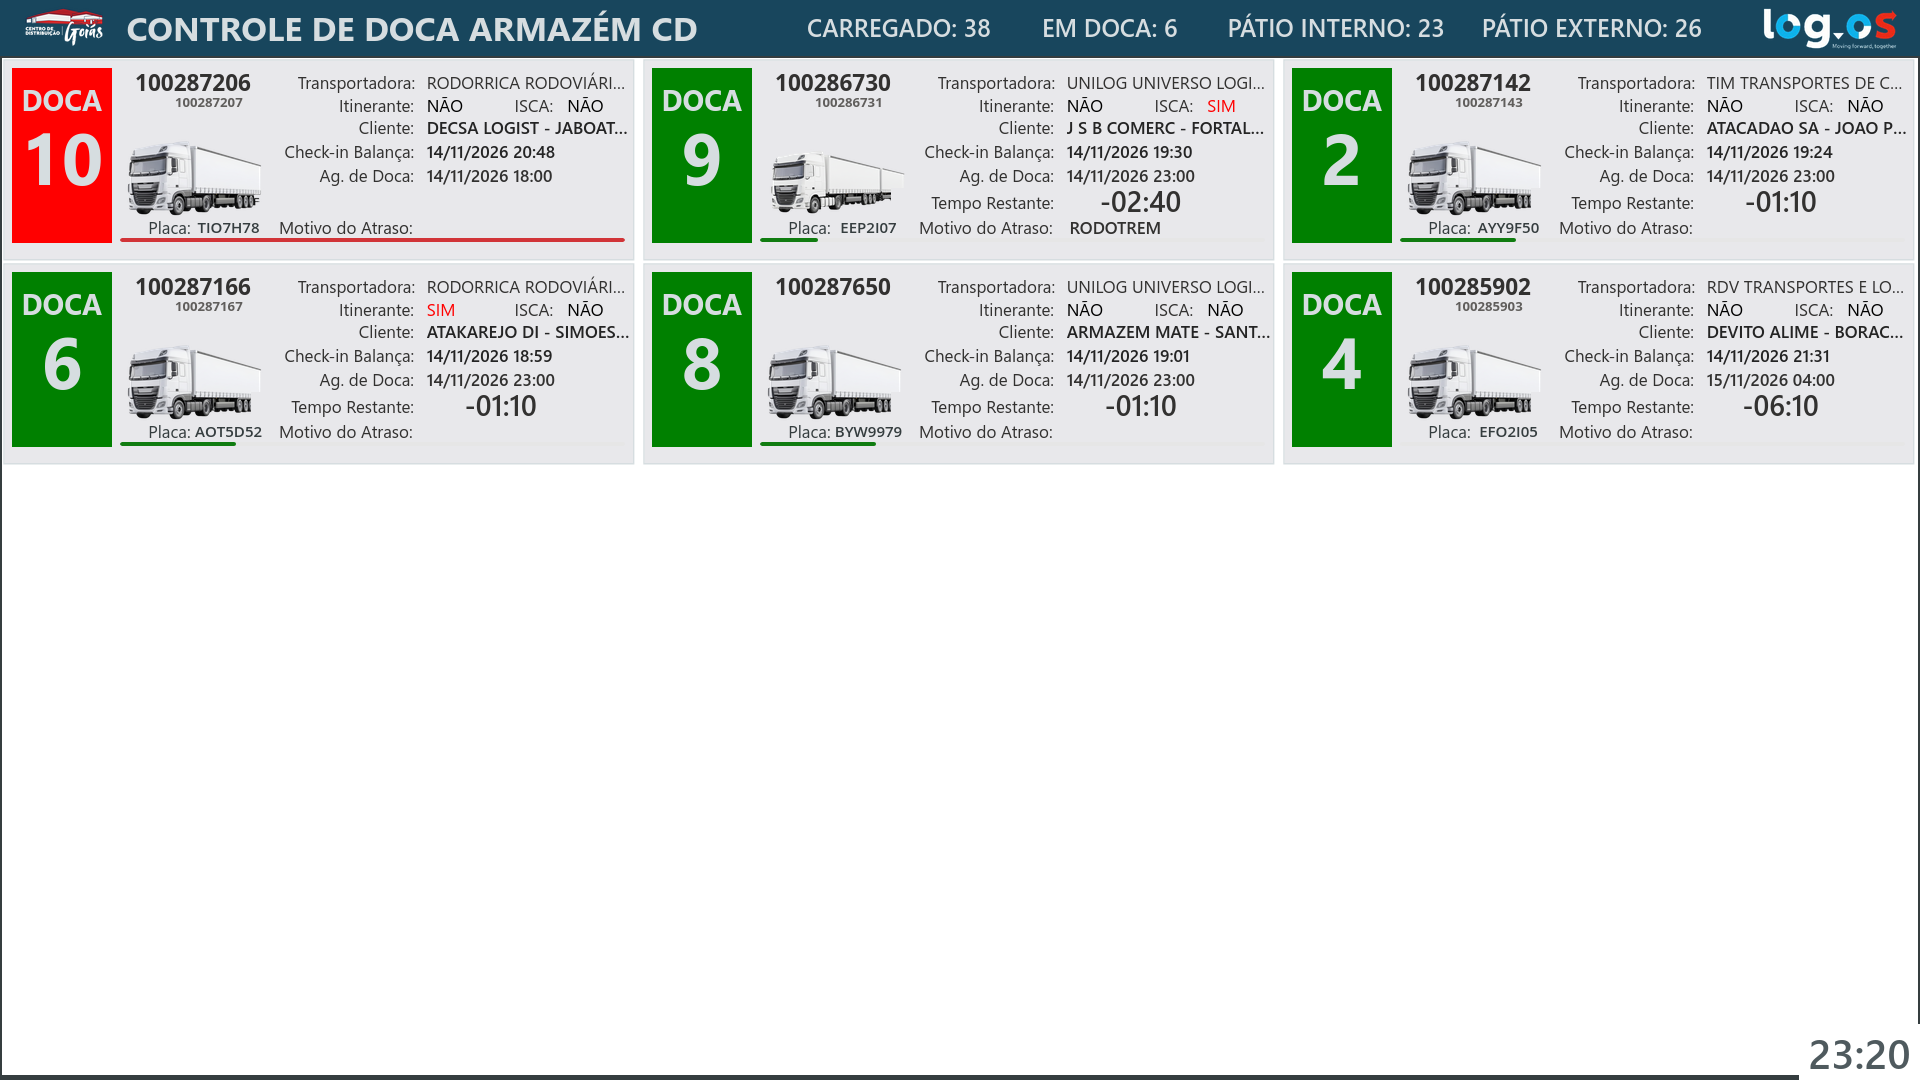 CENTRO DE DISTRIBUIÇÃO Goiás
CONTROLE DE DOCA ARMAZÉM CD
CARREGADO: 38
EM DOCA: 6
PÁTIO INTERNO: 23
PÁTIO EXTERNO: 26
log.os
Moving forward, together
DOCA
10
100287206
100287207
Transportadora: RODORRICA RODOVIÁRI...
Itinerante: NÃO ISCA: NÃO
Cliente: DECSA LOGIST - JABOAT...
Check-in Balança: 14/11/2026 20:48
Ag. de Doca: 14/11/2026 18:00
Placa: TIO7H78 Motivo do Atraso:
DOCA
9
100286730
100286731
Transportadora: UNILOG UNIVERSO LOGI...
Itinerante: NÃO ISCA: SIM
Cliente: J S B COMERC - FORTAL...
Check-in Balança: 14/11/2026 19:30
Ag. de Doca: 14/11/2026 23:00
Tempo Restante: -02:40
Placa: EEP2I07 Motivo do Atraso: RODOTREM
DOCA
2
100287142
100287143
Transportadora: TIM TRANSPORTES DE C...
Itinerante: NÃO ISCA: NÃO
Cliente: ATACADAO SA - JOAO P...
Check-in Balança: 14/11/2026 19:24
Ag. de Doca: 14/11/2026 23:00
Tempo Restante: -01:10
Placa: AYY9F50 Motivo do Atraso:
DOCA
6
100287166
100287167
Transportadora: RODORRICA RODOVIÁRI...
Itinerante: SIM ISCA: NÃO
Cliente: ATAKAREJO DI - SIMOES...
Check-in Balança: 14/11/2026 18:59
Ag. de Doca: 14/11/2026 23:00
Tempo Restante: -01:10
Placa: AOT5D52 Motivo do Atraso:
DOCA
8
100287650
Transportadora: UNILOG UNIVERSO LOGI...
Itinerante: NÃO ISCA: NÃO
Cliente: ARMAZEM MATE - SANT...
Check-in Balança: 14/11/2026 19:01
Ag. de Doca: 14/11/2026 23:00
Tempo Restante: -01:10
Placa: BYW9979 Motivo do Atraso:
DOCA
4
100285902
100285903
Transportadora: RDV TRANSPORTES E LO...
Itinerante: NÃO ISCA: NÃO
Cliente: DEVITO ALIME - BORAC...
Check-in Balança: 14/11/2026 21:31
Ag. de Doca: 15/11/2026 04:00
Tempo Restante: -06:10
Placa: EFO2I05 Motivo do Atraso:
23:20